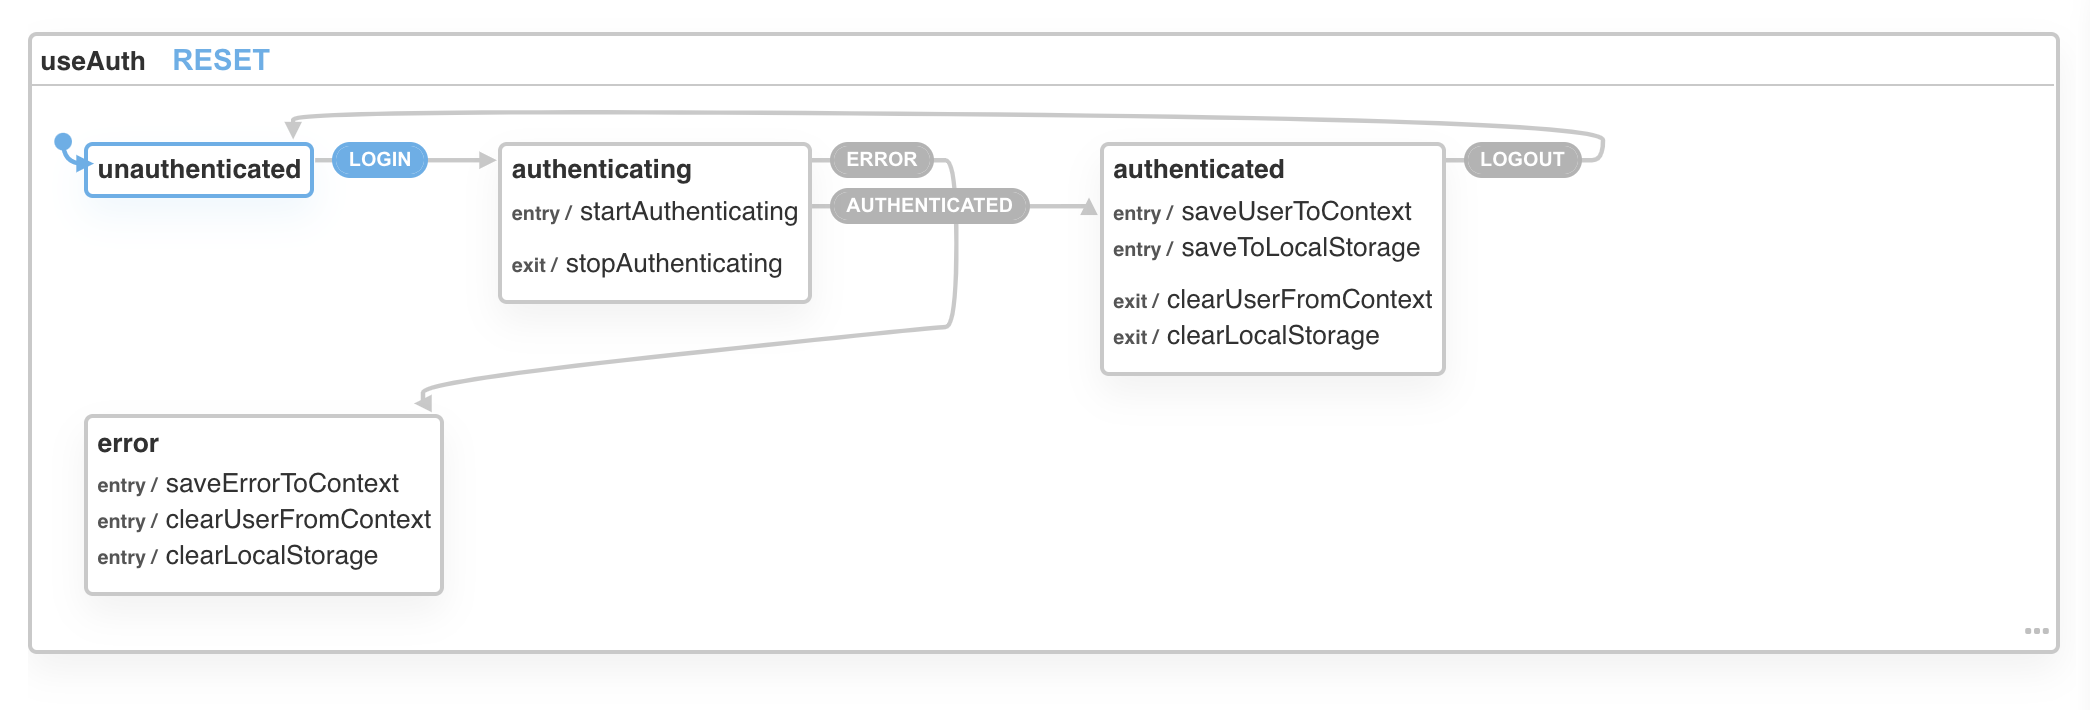 useAuth RESET
unauthenticated
LOGIN
authenticating
entry / startAuthenticating
exit / stopAuthenticating
ERROR
AUTHENTICATED
authenticated
entry / saveUserToContext
entry / saveToLocalStorage
exit / clearUserFromContext
exit / clearLocalStorage
LOGOUT
error
entry / saveErrorToContext
entry / clearUserFromContext
entry / clearLocalStorage